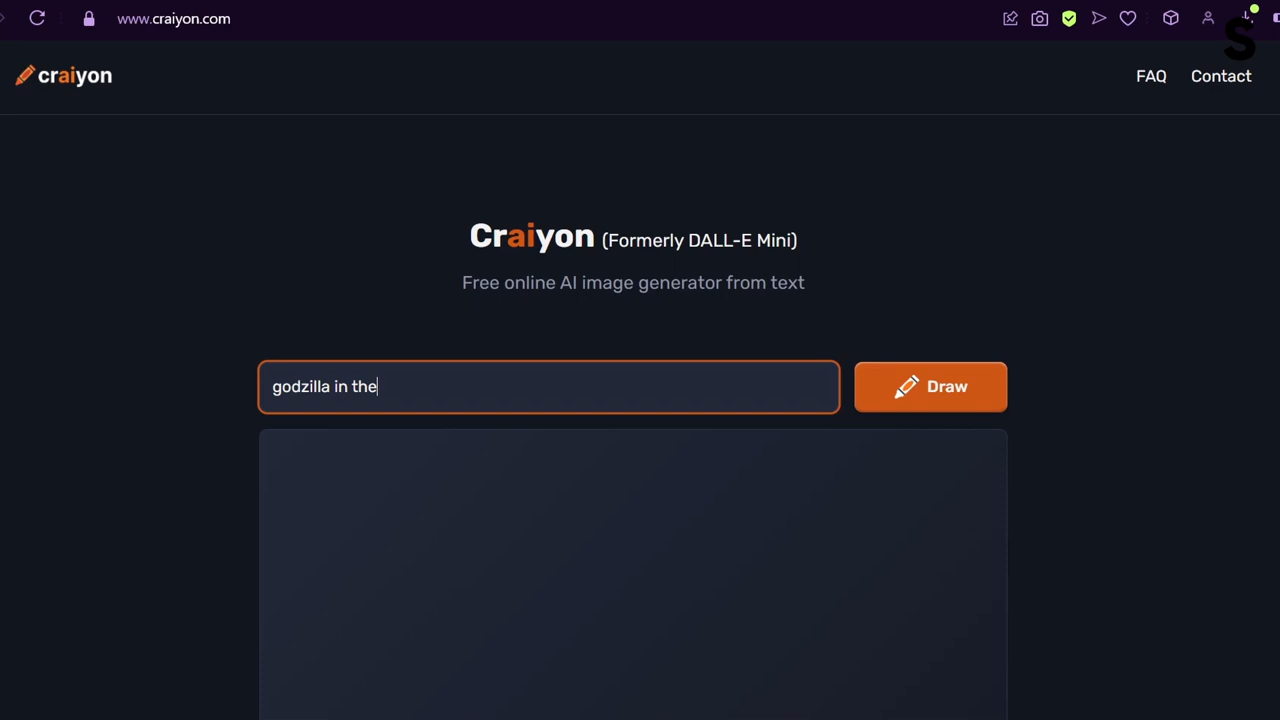 www.craiyon.com
S
craiyon
FAQ
Contact
Craiyon (Formerly DALL-E Mini)
Free online AI image generator from text
godzilla in the
Draw